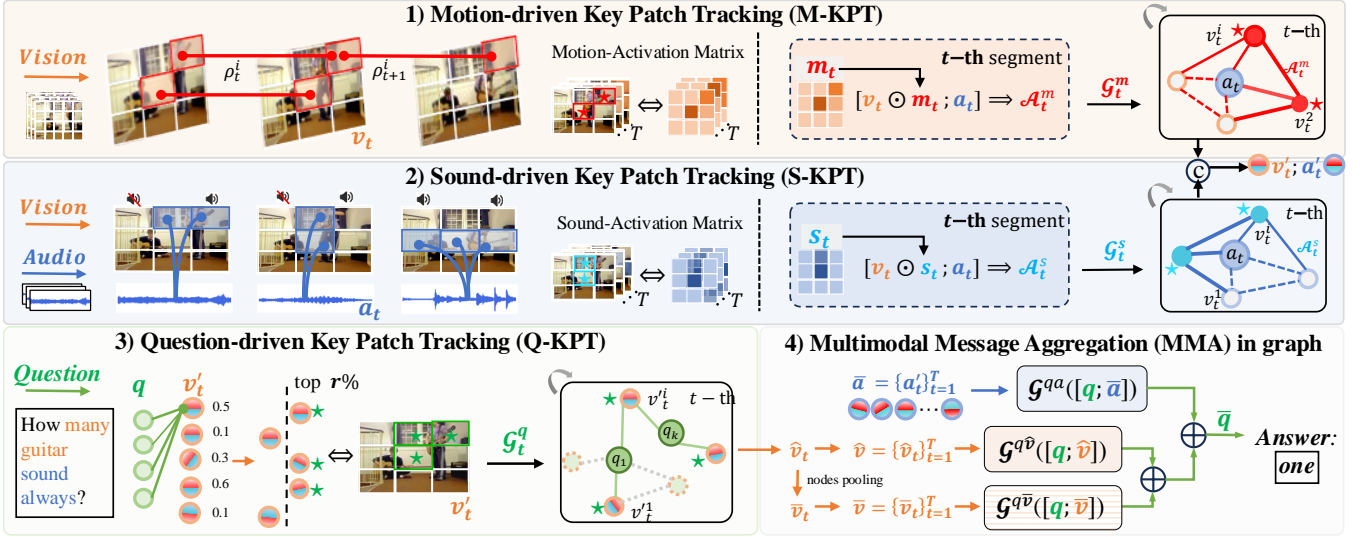 1) Motion-driven Key Patch Tracking (M-KPT)
Vision
ρ_t^i
ρ_{t+1}^i
v_t
Motion-Activation Matrix
⇔
T
m_t
t−th segment
[v_t ⊙ m_t ; a_t] ⇒ 𝒜_t^m
𝒢_t^m
v_t^i
t−th
a_t
𝒜_t^m
v_t^2
C
v_t′; a_t′
2) Sound-driven Key Patch Tracking (S-KPT)
Vision
Audio
a_t
Sound-Activation Matrix
⇔
T
s_t
t−th segment
[v_t ⊙ s_t ; a_t] ⇒ 𝒜_t^s
𝒢_t^s
t−th
v_t^i
a_t
𝒜_t^s
v_t^1
3) Question-driven Key Patch Tracking (Q-KPT)
Question
How many
guitar
sound
always?
q
v_t′
0.5
0.1
0.3
0.6
0.1
top r%
⇔
v_t′
𝒢_t^q
v′_t^i
t − th
q_k
q_1
v′_t^1
4) Multimodal Message Aggregation (MMA) in graph
a̅ = {a_t′}_{t=1}^T
...
𝒢^{qa}([q; a̅])
v̂_t
v̂ = {v̂_t}_{t=1}^T
𝒢^{qv̂}([q; v̂])
nodes pooling
v̅_t
v̅ = {v̅_t}_{t=1}^T
𝒢^{qv̅}([q; v̅])
q̅
Answer:
one